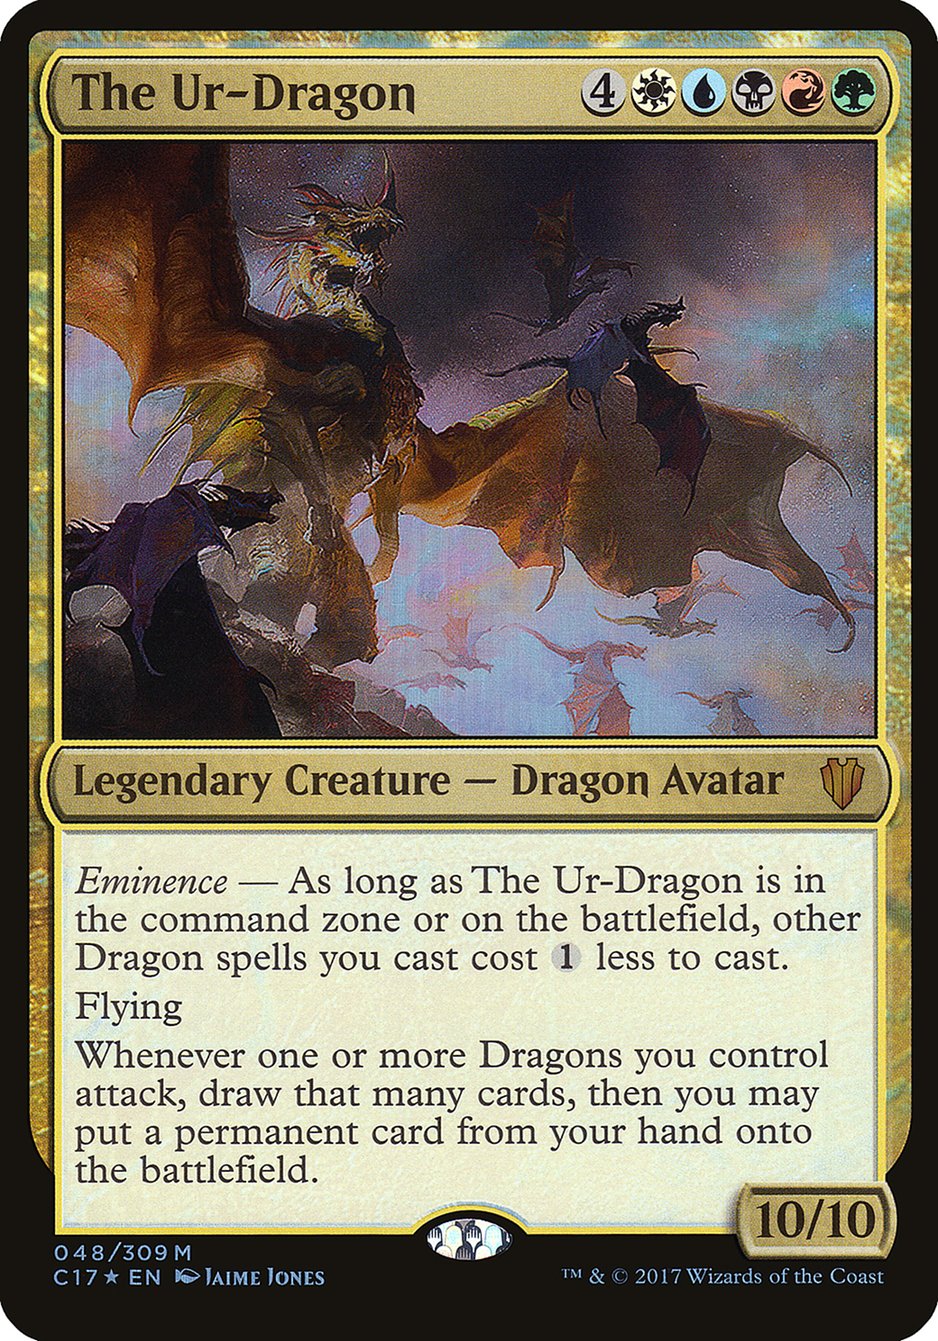 The Ur-Dragon 4
Legendary Creature — Dragon Avatar
Eminence — As long as The Ur-Dragon is in
the command zone or on the battlefield, other
Dragon spells you cast cost 1 less to cast.
Flying
Whenever one or more Dragons you control
attack, draw that many cards, then you may
put a permanent card from your hand onto
the battlefield.
10/10
048/309 M
C17★EN Jaime Jones
™ & © 2017 Wizards of the Coast